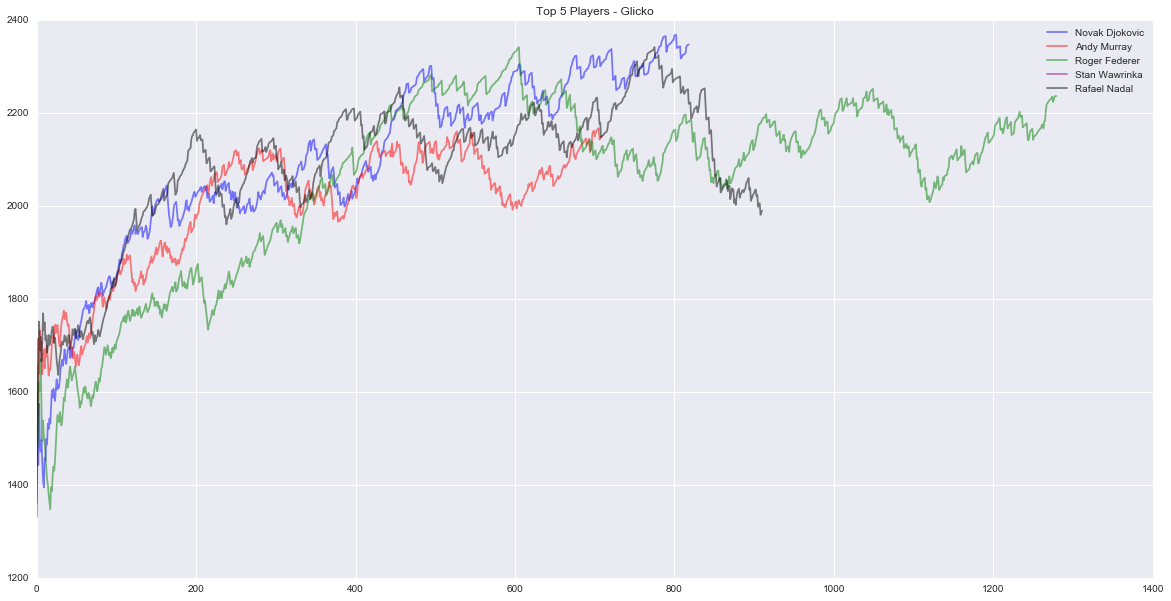 Top 5 Players - Glicko
2400
Novak Djokovic
Andy Murray
Roger Federer
Stan Wawrinka
Rafael Nadal
2200
2000
1800
1600
1400
1200
0 200 400 600 800 1000 1200 1400